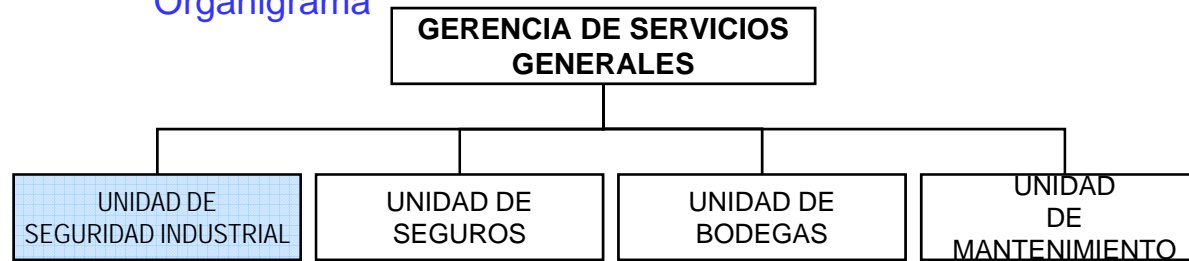 Organigrama
GERENCIA DE SERVICIOS
GENERALES
UNIDAD DE
SEGURIDAD INDUSTRIAL
UNIDAD DE
SEGUROS
UNIDAD DE
BODEGAS
UNIDAD
DE
MANTENIMIENTO